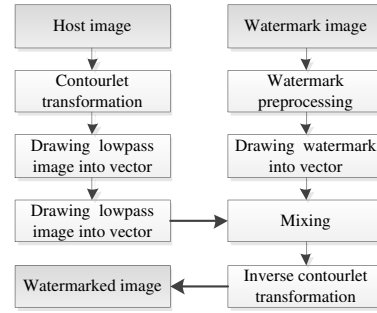 Host image
Watermark image
Contourlet
transformation
Watermark
preprocessing
Drawing lowpass
image into vector
Drawing watermark
into vector
Drawing lowpass
image into vector
Mixing
Watermarked image
Inverse contourlet
transformation